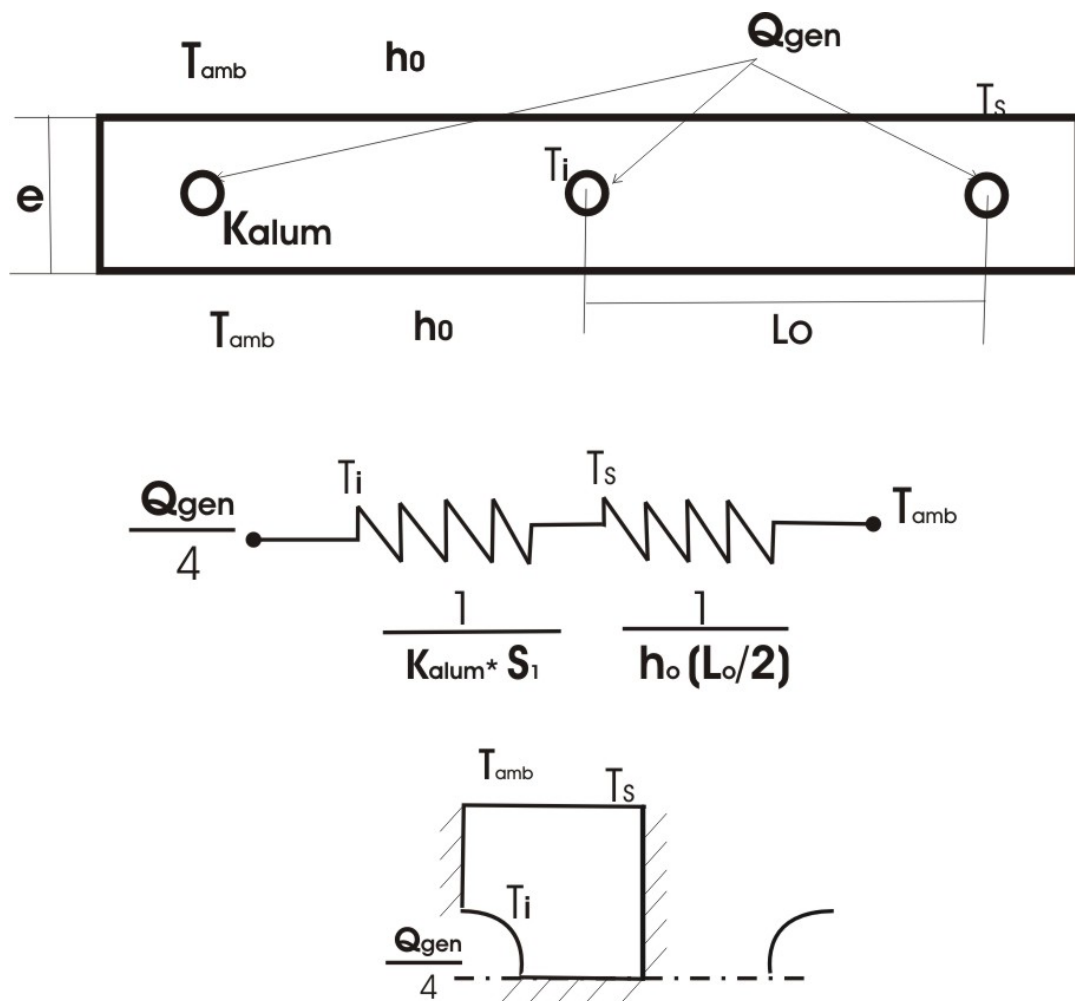 Qgen
Tamb h0
Ts
e
Ti
Kalum
Tamb h0
Lo
Qgen
4
Ti
Ts
Tamb
1
Kalum* S1
1
ho (Lo/2)
Tamb
Ts
Ti
Qgen
4